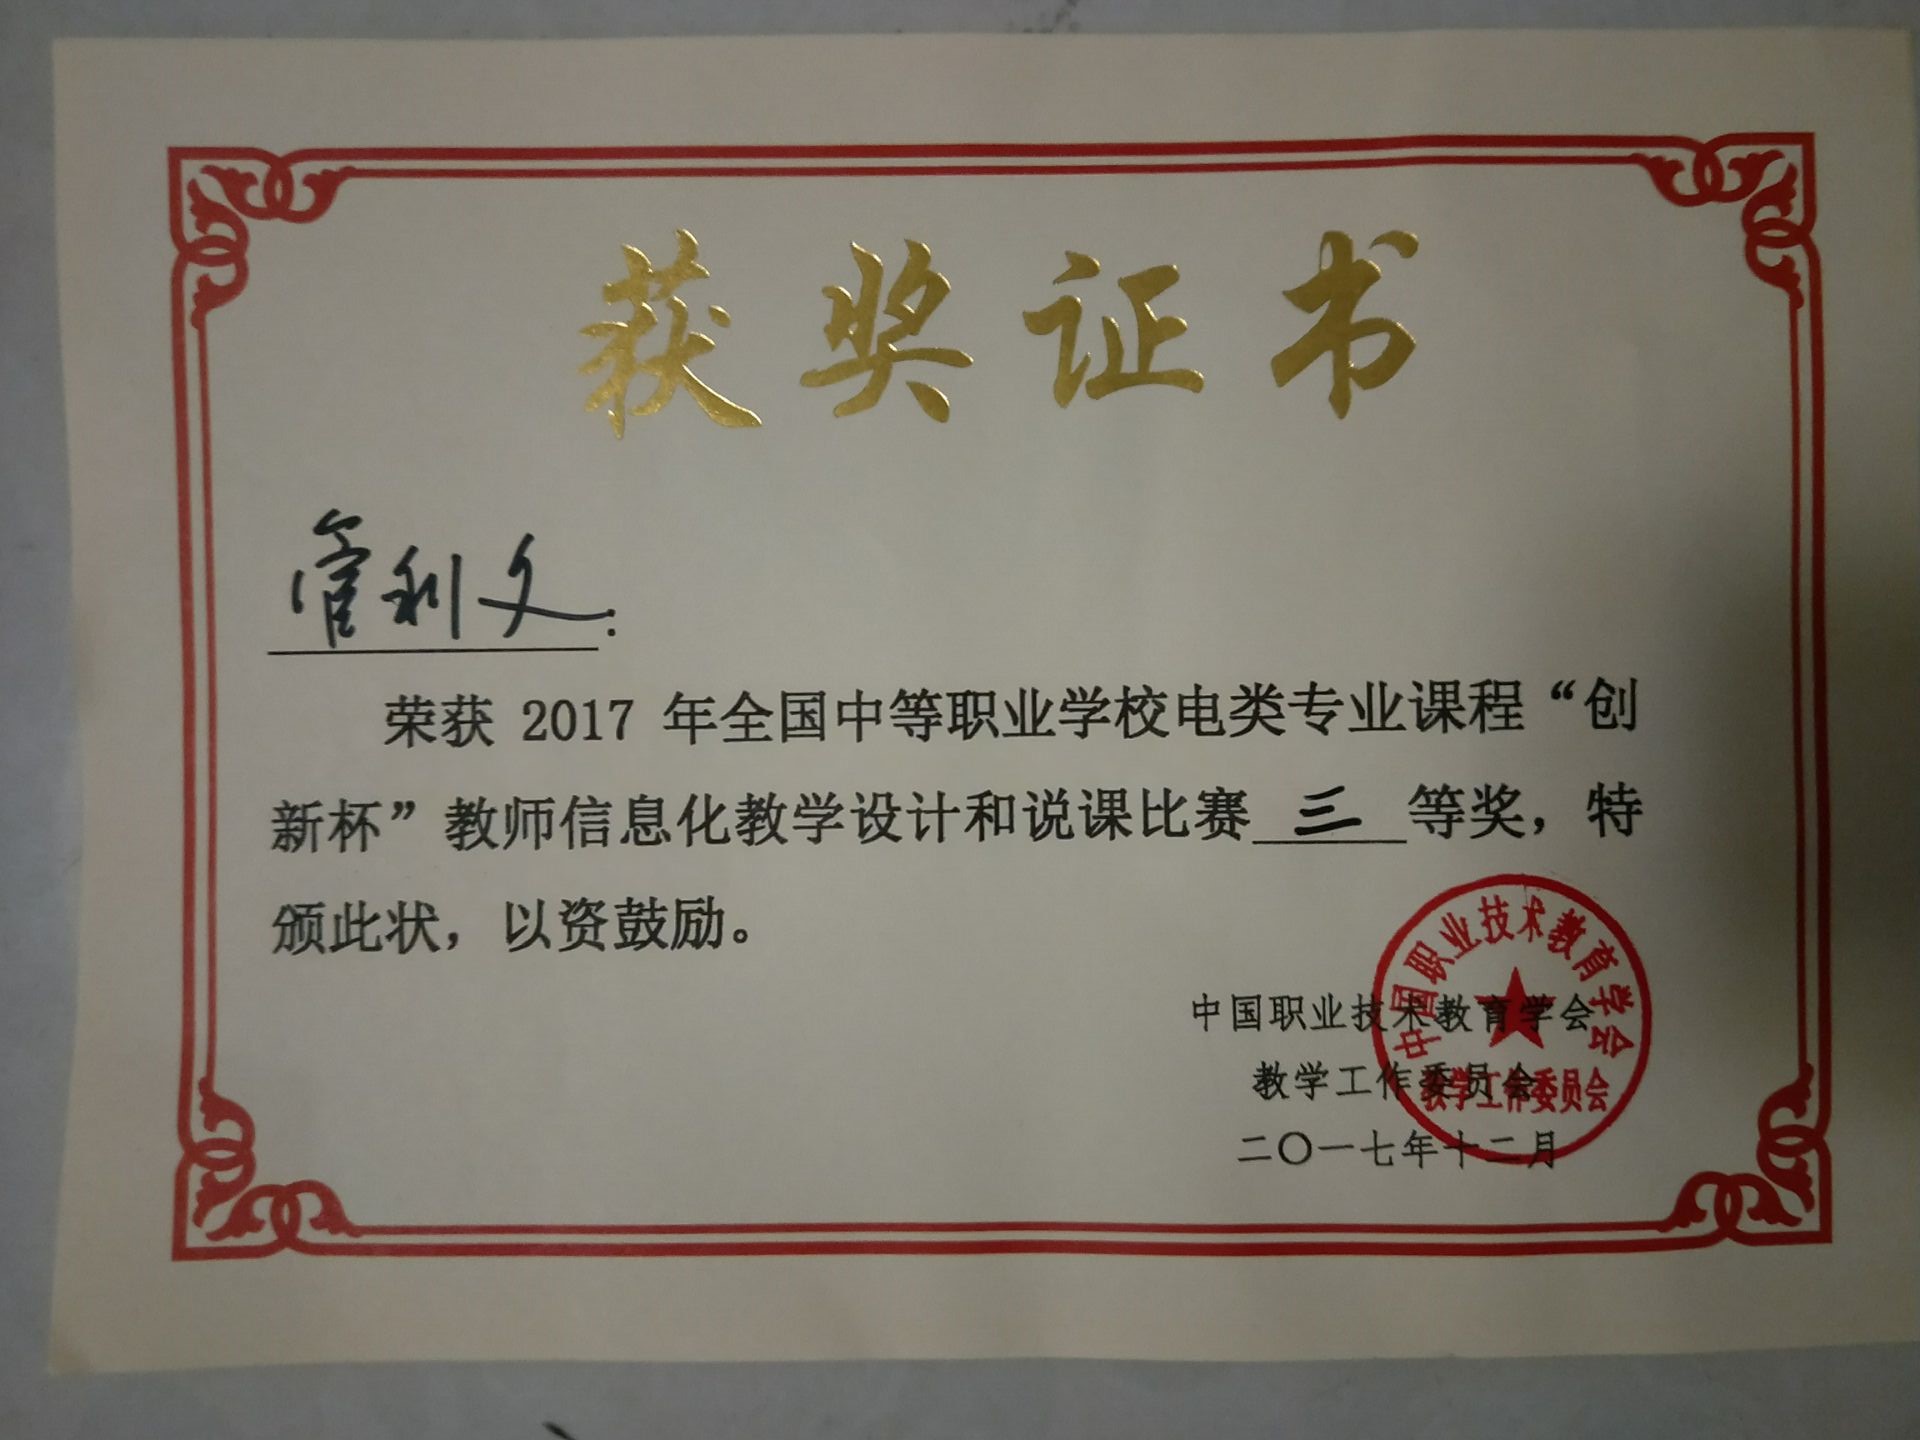 获奖证书
管利文：
荣获 2017 年全国中等职业学校电类专业课程“创
新杯”教师信息化教学设计和说课比赛 三 等奖，特
颁此状，以资鼓励。
中国职业技术教育学会
教学工作委员会
二〇一七年十二月
中国职业技术教育学会
教学工作委员会